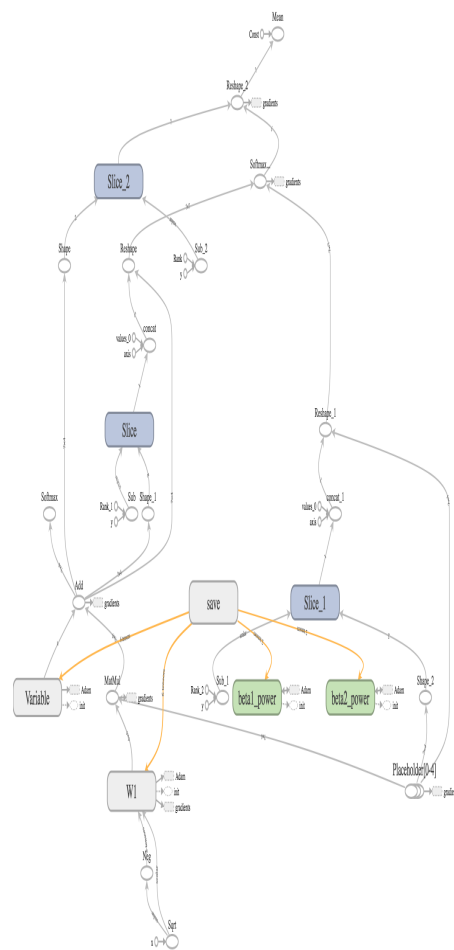 Mean
Const
Reshape_2
gradients
Softmax_
gradients
Slice_2
Shape
Reshape
Sub_2
Rank
y
concat
values_0
axis
Slice
Reshape_1
Softmax
Rank_1
Sub
Shape_1
y
concat_1
values_0
axis
Add
gradients
save
Slice_1
Variable
Adam
init
MatMul
gradients
Rank_2
Sub_1
y
beta1_power
Adam
init
beta2_power
Adam
init
Shape_2
Placeholder[0-4]
gradie
W1
Adam
init
gradients
Neg
Sqrt
x